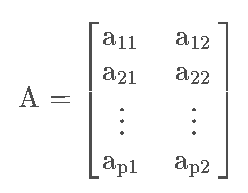 A = [ a₁₁ a₁₂
a₂₁ a₂₂
⋮ ⋮
aₚ₁ aₚ₂ ]